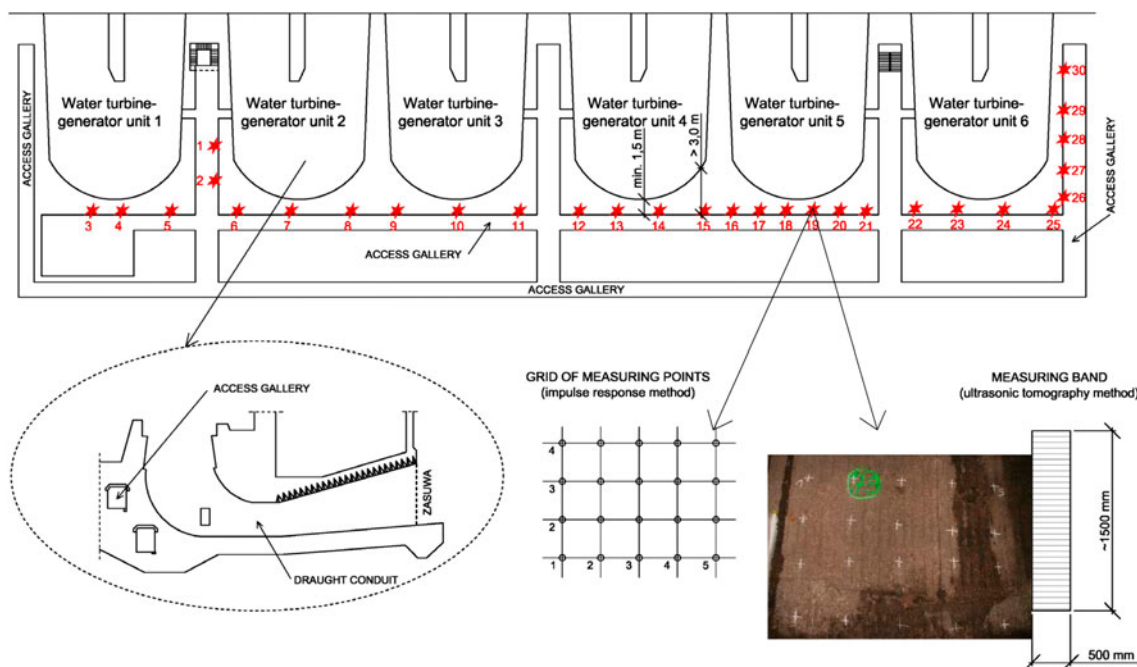 Water turbine-
generator unit 1
Water turbine-
generator unit 2
Water turbine-
generator unit 3
Water turbine-
generator unit 4
Water turbine-
generator unit 5
Water turbine-
generator unit 6
ACCESS GALLERY
ACCESS GALLERY
min. 1,5 m
> 3,0 m
1
2
30
29
28
27
26
3 4 5 6 7 8 9 10 11 12 13 14 15 16 17 18 19 20 21 22 23 24 25
ACCESS GALLERY
ACCESS GALLERY
ACCESS GALLERY
DRAUGHT CONDUIT
ZASUWA
GRID OF MEASURING POINTS
(impulse response method)
4
3
2
1 2 3 4 5
MEASURING BAND
(ultrasonic tomography method)
~1500 mm
500 mm